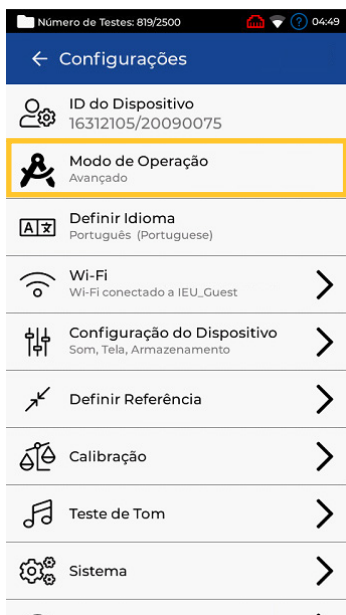 Número de Testes: 819/2500 ? 04:49
Configurações
ID do Dispositivo
16312105/20090075
Modo de Operação
Avançado
A 文 Definir Idioma
Português (Portuguese)
Wi-Fi
Wi-Fi conectado a IEU_Guest
Configuração do Dispositivo
Som, Tela, Armazenamento
Definir Referência
Calibração
Teste de Tom
Sistema